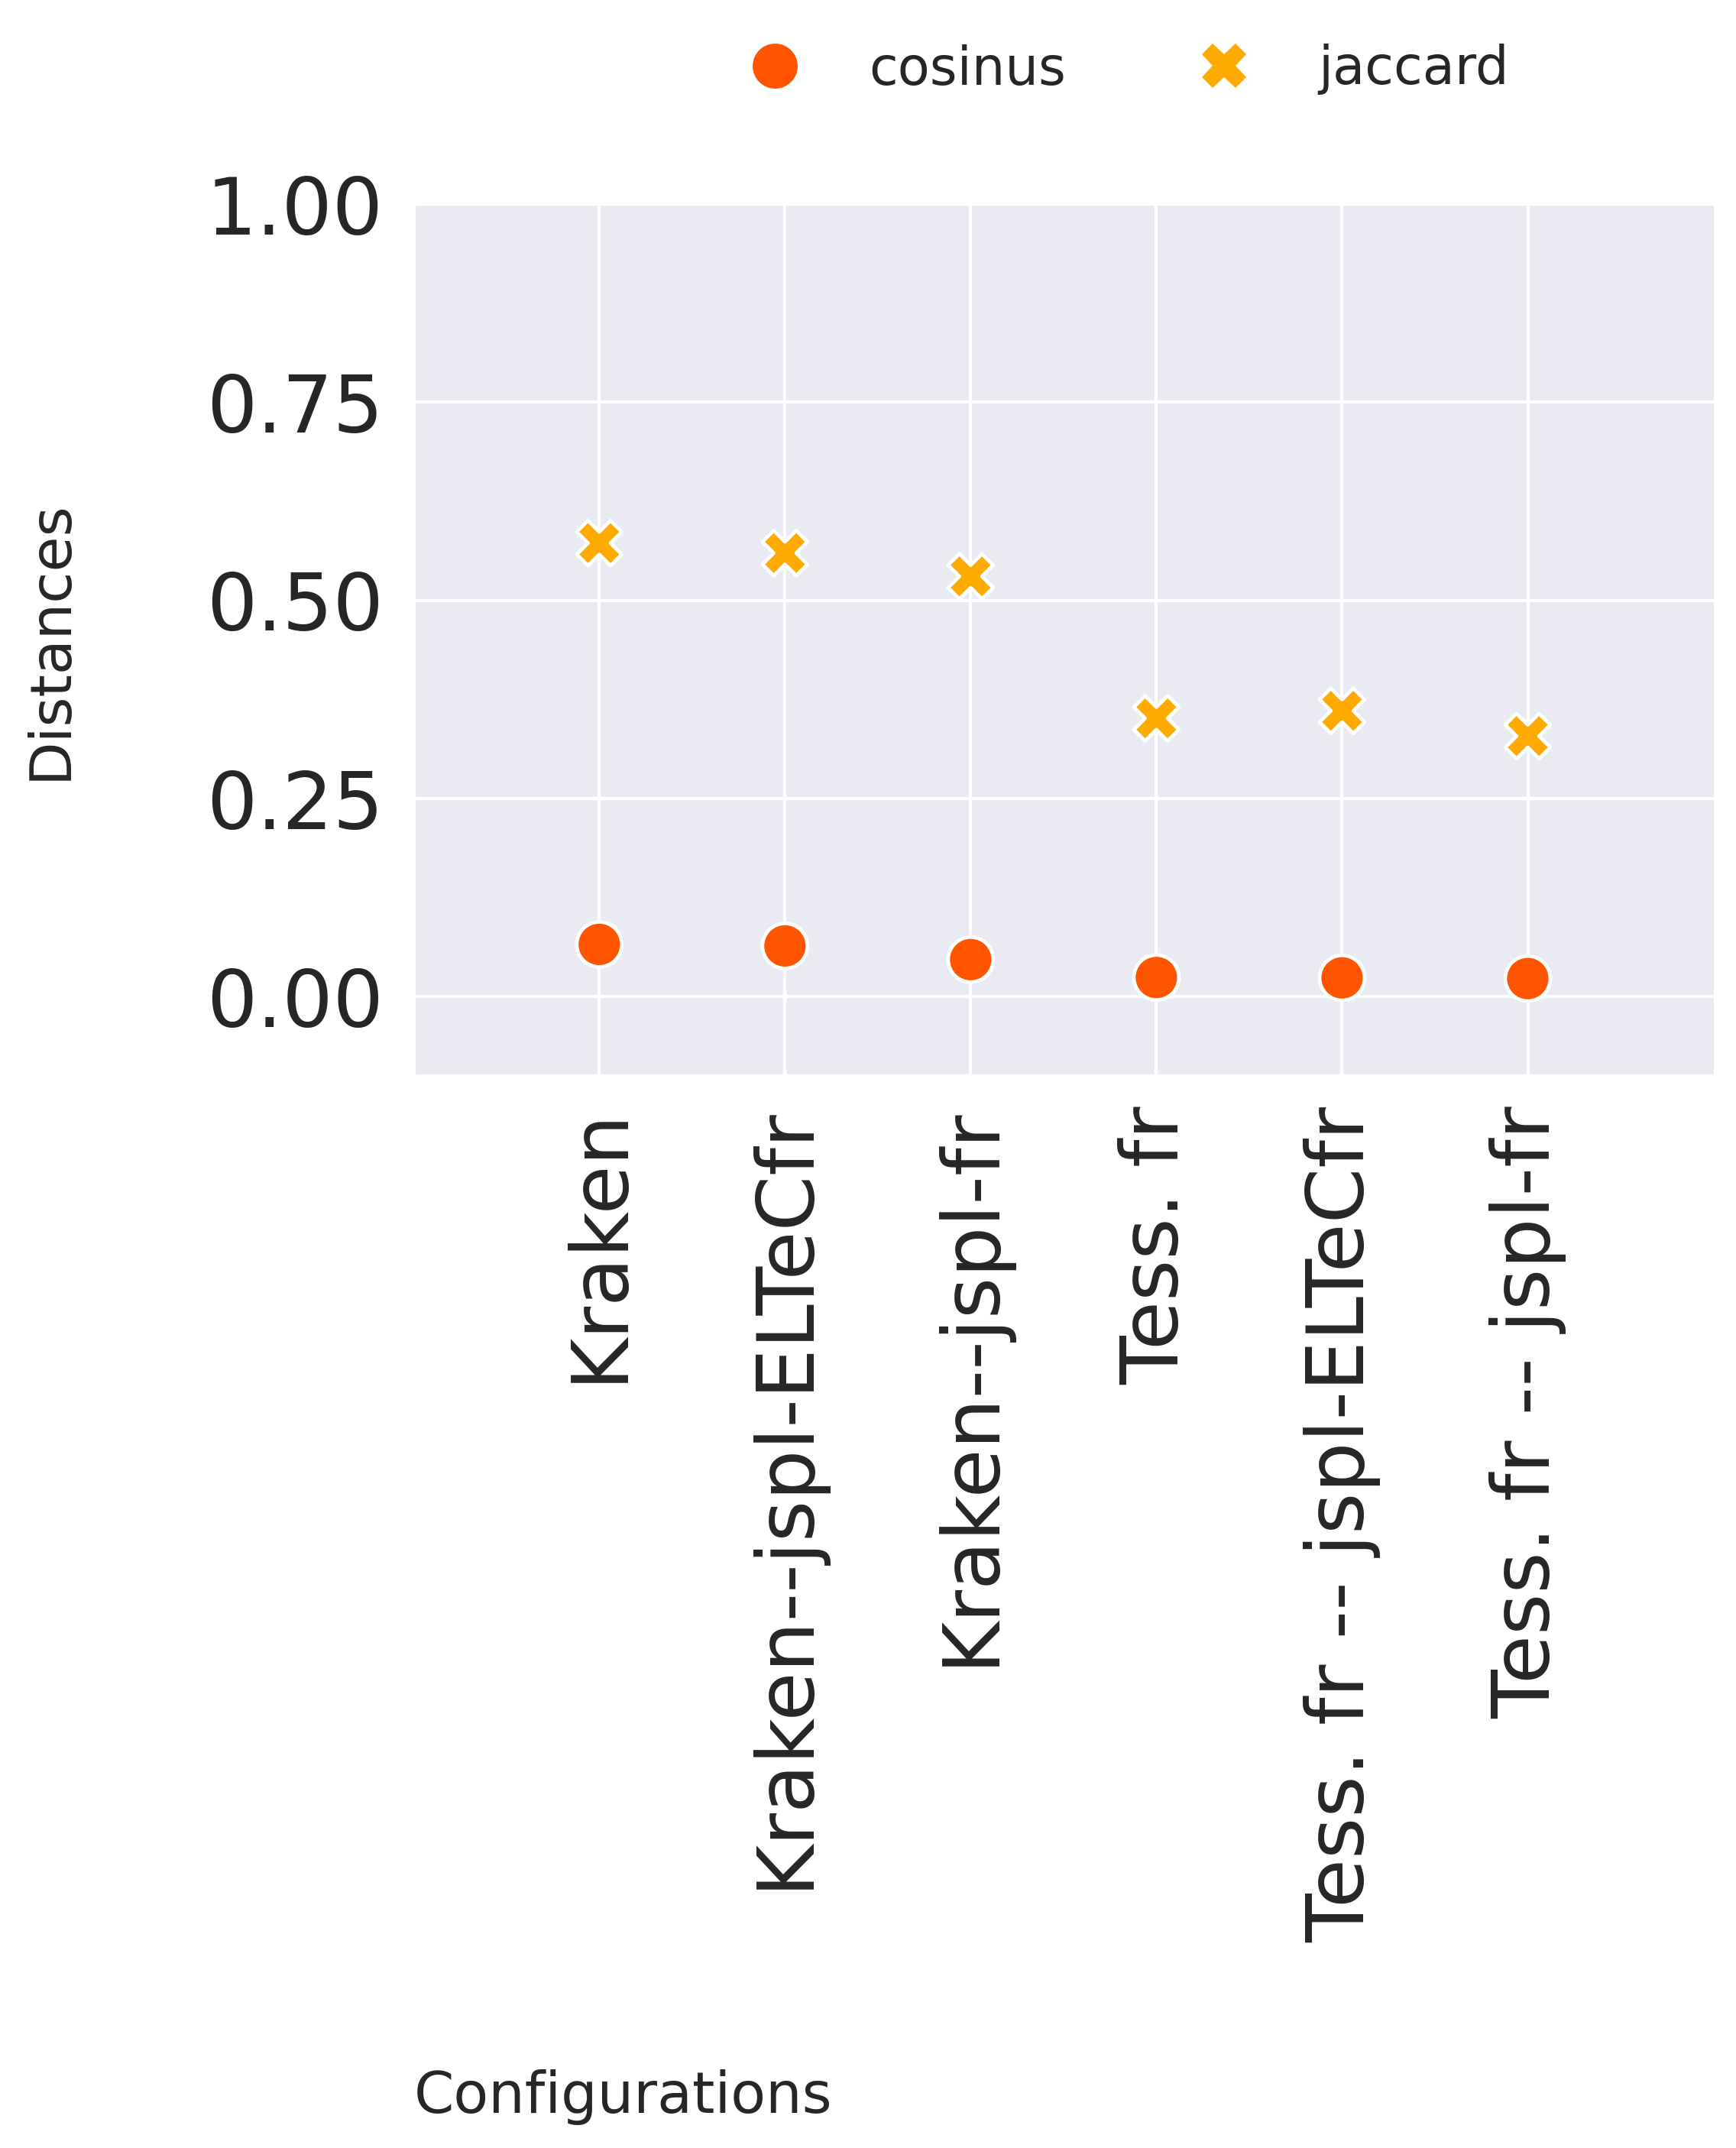 cosinus jaccard
1.00
0.75
0.50
0.25
0.00
Distances
Kraken
Kraken--jspl-ELTeCfr
Kraken--jspl-fr
Tess. fr
Tess. fr -- jspl-ELTeCfr
Tess. fr -- jspl-fr
Configurations